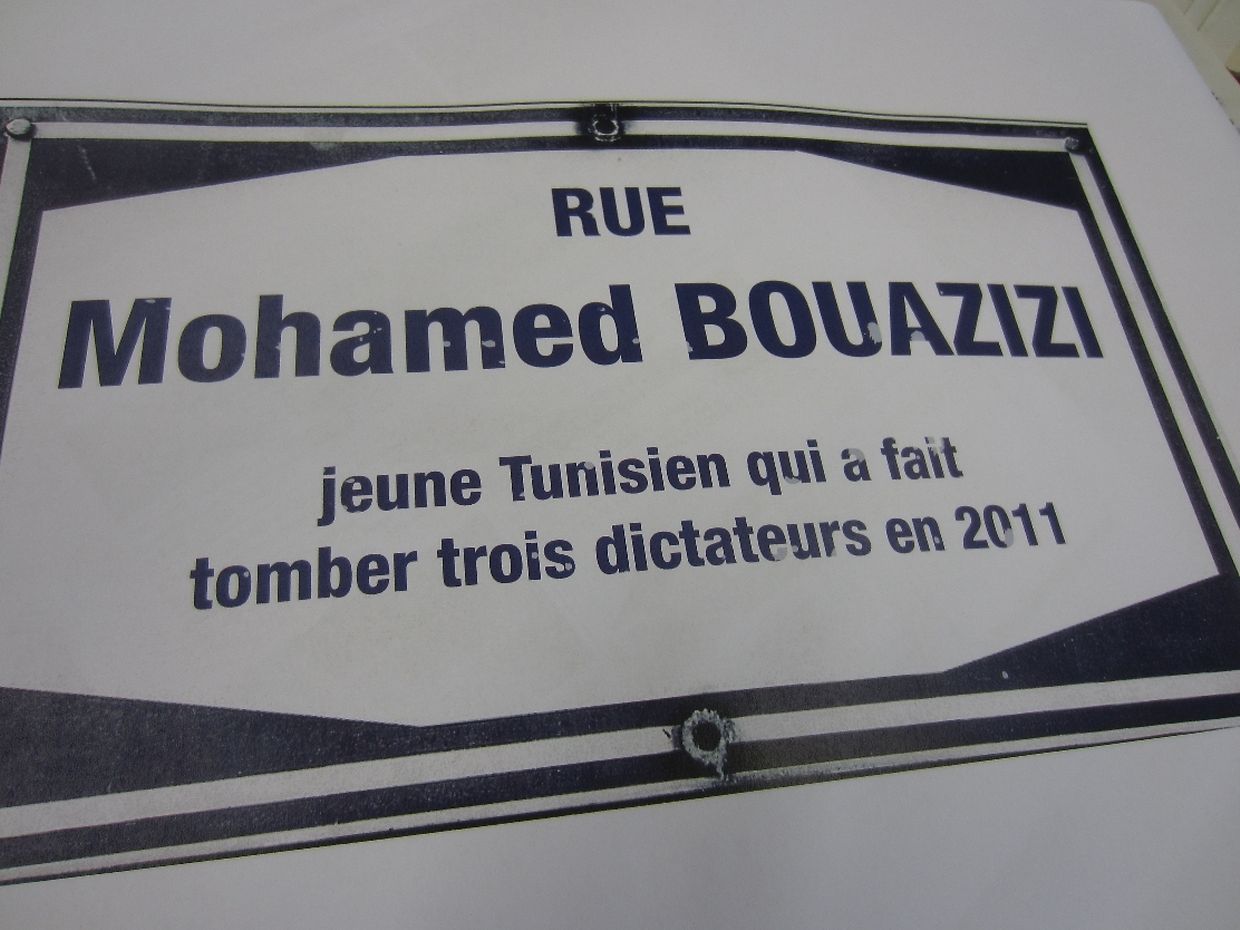 RUE
Mohamed BOUAZIZI
jeune Tunisien qui a fait
tomber trois dictateurs en 2011